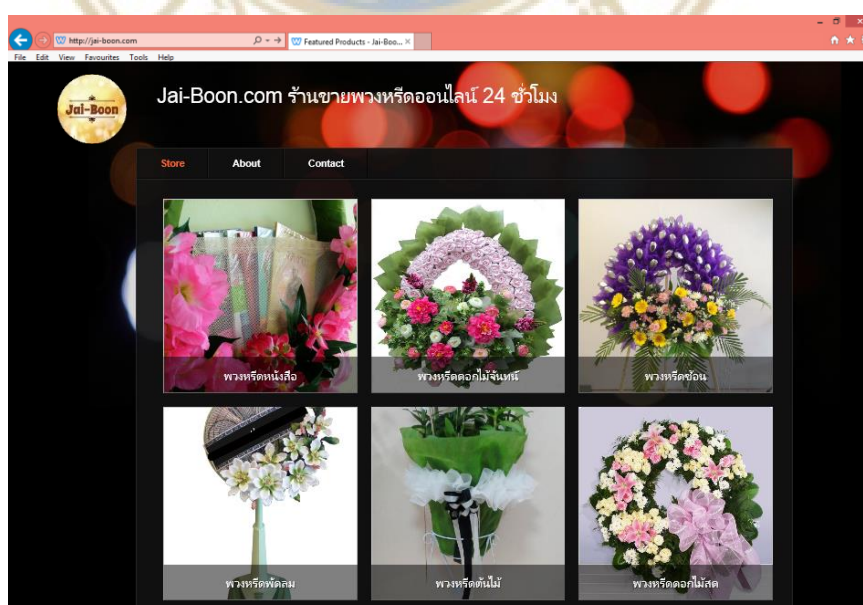 http://jai-boon.com
Featured Products - Jai-Boo...
File Edit View Favourites Tools Help
Jai-Boon
Jai-Boon.com ร้านขายพวงหรีดออนไลน์ 24 ชั่วโมง
Store About Contact
พวงหรีดหนังสือ พวงหรีดดอกไม้จันทน์ พวงหรีดช้อน
พวงหรีดพัดลม พวงหรีดต้นไม้ พวงหรีดดอกไม้สด